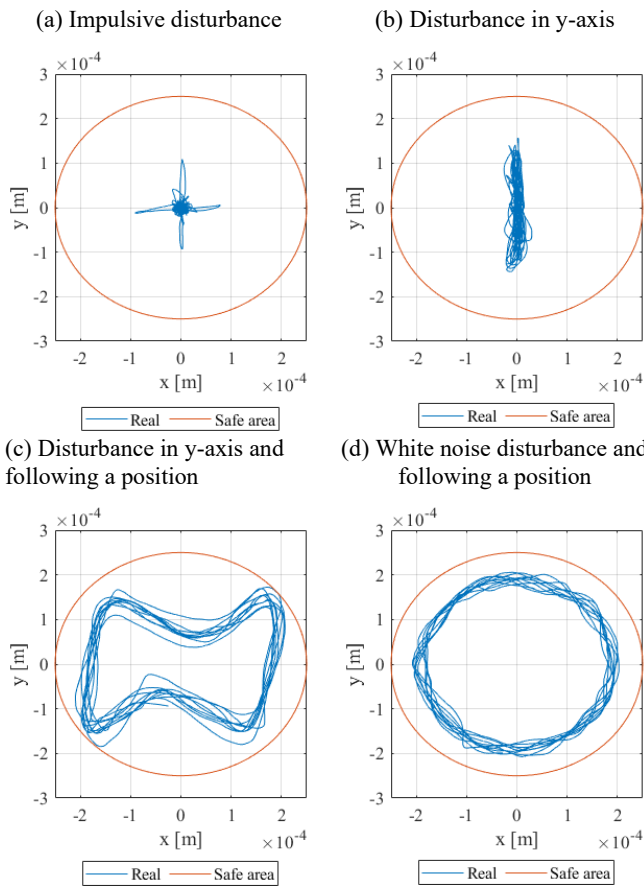 (a) Impulsive disturbance
(b) Disturbance in y-axis
×10⁻⁴
3
2
1
0
-1
-2
-3
y [m]
-2 -1 0 1 2
x [m]
×10⁻⁴
Real Safe area
×10⁻⁴
3
2
1
0
-1
-2
-3
y [m]
-2 -1 0 1 2
x [m]
×10⁻⁴
Real Safe area
(c) Disturbance in y-axis and
following a position
(d) White noise disturbance and
following a position
×10⁻⁴
3
2
1
0
-1
-2
-3
y [m]
-2 -1 0 1 2
x [m]
×10⁻⁴
Real Safe area
×10⁻⁴
3
2
1
0
-1
-2
-3
y [m]
-2 -1 0 1 2
x [m]
×10⁻⁴
Real Safe area